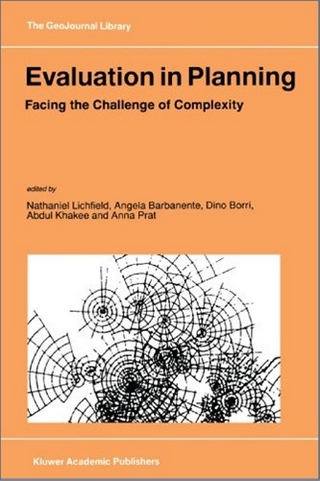 The GeoJournal Library
Evaluation in Planning
Facing the Challenge of Complexity
edited by
Nathaniel Lichfield, Angela Barbanente, Dino Borri,
Abdul Khakee and Anna Prat
Kluwer Academic Publishers